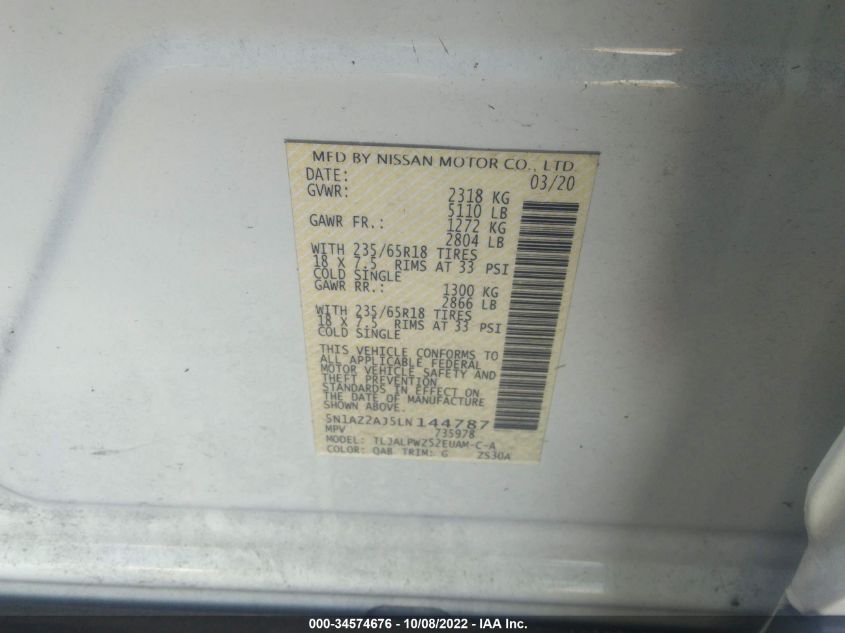 MFD BY NISSAN MOTOR CO., LTD
DATE: 03/20
GVWR: 2318 KG
5110 LB
GAWR FR.: 1272 KG
2804 LB
WITH 235/65R18 TIRES
18 X 7.5 RIMS AT 33 PSI
COLD SINGLE
GAWR RR.: 1300 KG
2866 LB
WITH 235/65R18 TIRES
18 X 7.5 RIMS AT 33 PSI
COLD SINGLE
THIS VEHICLE CONFORMS TO
ALL APPLICABLE FEDERAL
MOTOR VEHICLE SAFETY AND
THEFT PREVENTION
STANDARDS IN EFFECT ON
THE DATE OF MANUFACTURE
SHOWN ABOVE.
5N1AZ2AJ5LN144787
MPV 735978
MODEL: TLJALPWZ52EUAM-C-A
COLOR: QAB TRIM: G ZS30A
000-34574676 - 10/08/2022 - IAA Inc.